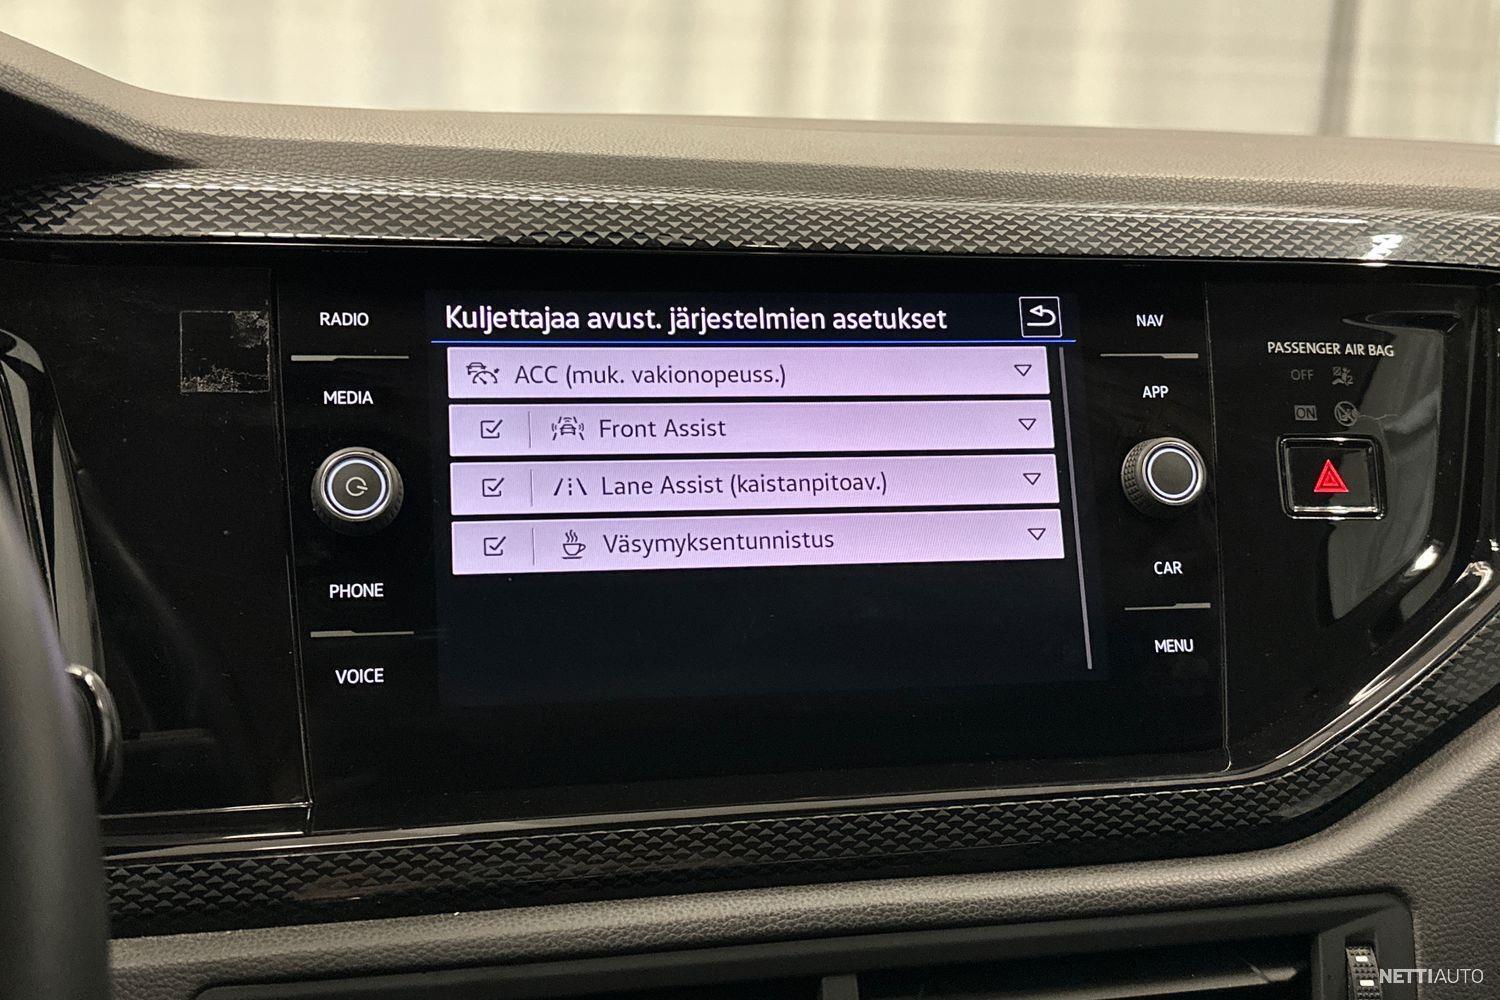 RADIO
MEDIA
PHONE
VOICE
Kuljettajaa avust. järjestelmien asetukset
ACC (muk. vakionopeuss.)
Front Assist
Lane Assist (kaistanpitoav.)
Väsymyksentunnistus
NAV
APP
CAR
MENU
PASSENGER AIR BAG
OFF
ON
NETTIAUTO